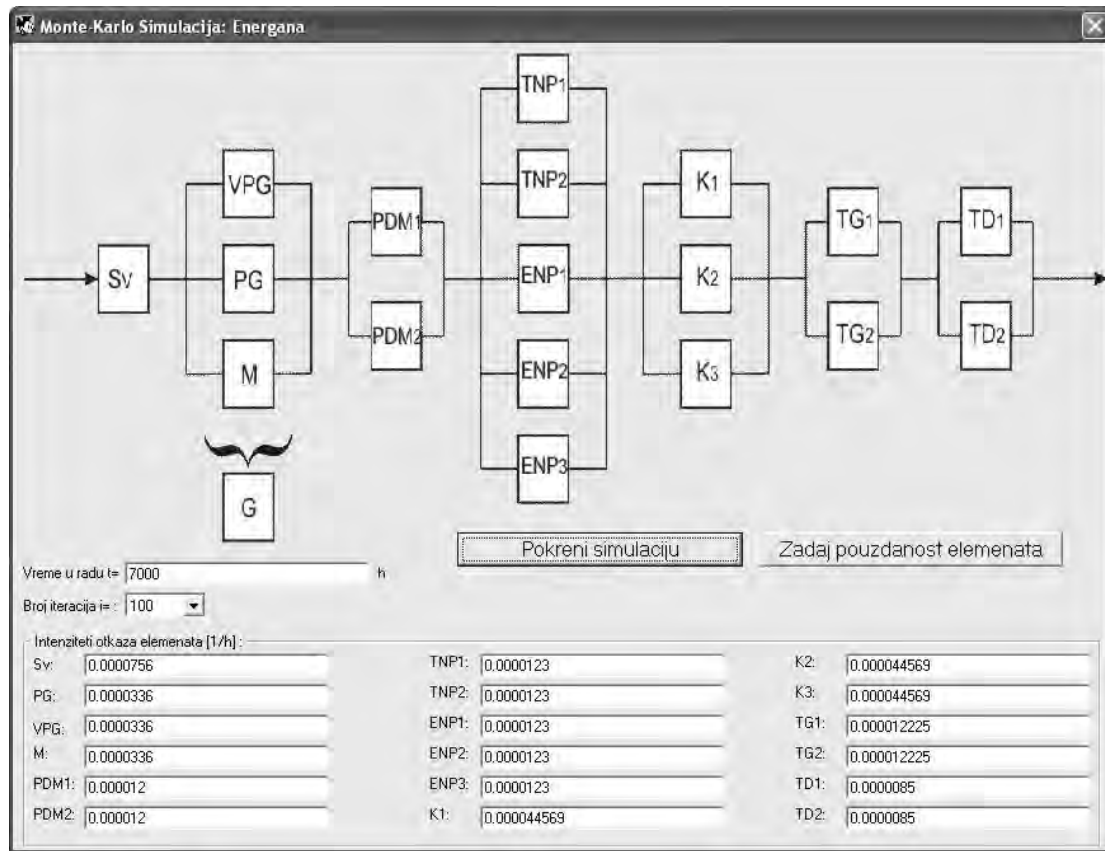 Monte-Karlo Simulacija: Energana
TNP1
TNP2
ENP1
ENP2
ENP3
VPG
PG
M
G
Sv
PDM1
PDM2
K1
K2
K3
TG1
TG2
TD1
TD2
Pokreni simulaciju
Zadaj pouzdanost elemenata
Vreme u radu t= 7000 h
Broj iteracija i= : 100
Intenziteti otkaza elemenata [1/h] :
Sv: 0.0000756
PG: 0.0000336
VPG: 0.0000336
M: 0.0000336
PDM1: 0.000012
PDM2: 0.000012
TNP1: 0.0000123
TNP2: 0.0000123
ENP1: 0.0000123
ENP2: 0.0000123
ENP3: 0.0000123
K1: 0.000044569
K2: 0.000044569
K3: 0.000044569
TG1: 0.000012225
TG2: 0.000012225
TD1: 0.0000085
TD2: 0.0000085